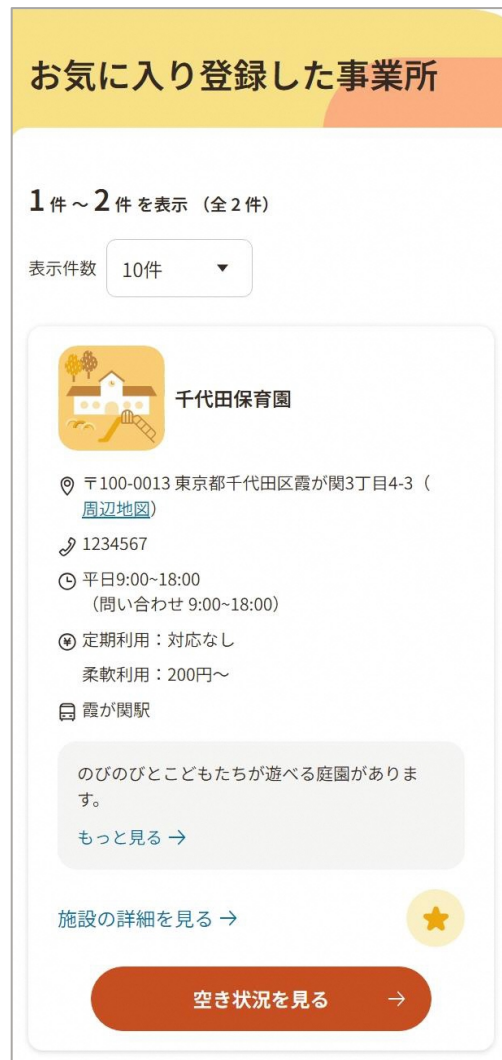 お気に入り登録した事業所
1 件 ～ 2 件 を表示 （全 2 件）
表示件数 10件
千代田保育園
〒100-0013 東京都千代田区霞が関3丁目4-3（
周辺地図）
1234567
平日9:00~18:00
（問い合わせ 9:00~18:00）
定期利用：対応なし
柔軟利用：200円～
霞が関駅
のびのびとこどもたちが遊べる庭園がありま
す。
もっと見る →
施設の詳細を見る →
空き状況を見る →